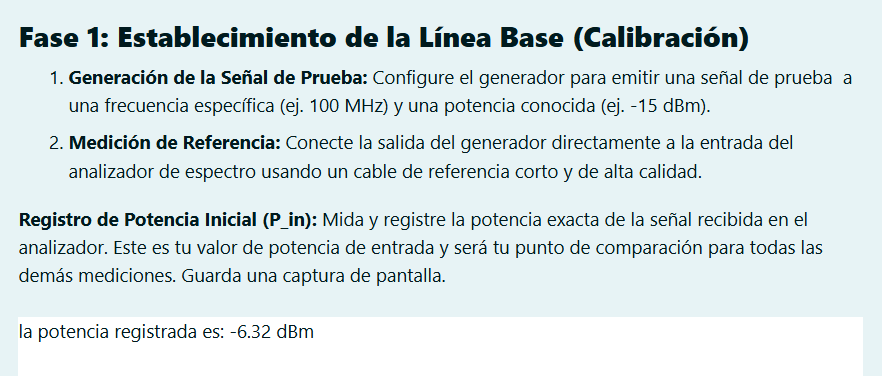 Fase 1: Establecimiento de la Línea Base (Calibración)
1. Generación de la Señal de Prueba: Configure el generador para emitir una señal de prueba  a
una frecuencia específica (ej. 100 MHz) y una potencia conocida (ej. -15 dBm).
2. Medición de Referencia: Conecte la salida del generador directamente a la entrada del
analizador de espectro usando un cable de referencia corto y de alta calidad.
Registro de Potencia Inicial (P_in): Mida y registre la potencia exacta de la señal recibida en el
analizador. Este es tu valor de potencia de entrada y será tu punto de comparación para todas las
demás mediciones. Guarda una captura de pantalla.
la potencia registrada es: -6.32 dBm